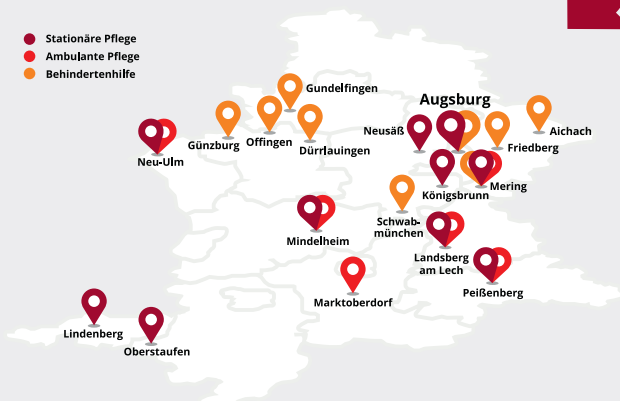 Stationäre Pflege
Ambulante Pflege
Behindertenhilfe
Gundelfingen
Augsburg
Neusäß
Aichach
Günzburg
Offingen
Dürrlauingen
Friedberg
Neu-Ulm
Königsbrunn
Mering
Schwab-
münchen
Mindelheim
Landsberg
am Lech
Peißenberg
Marktoberdorf
Lindenberg
Oberstaufen